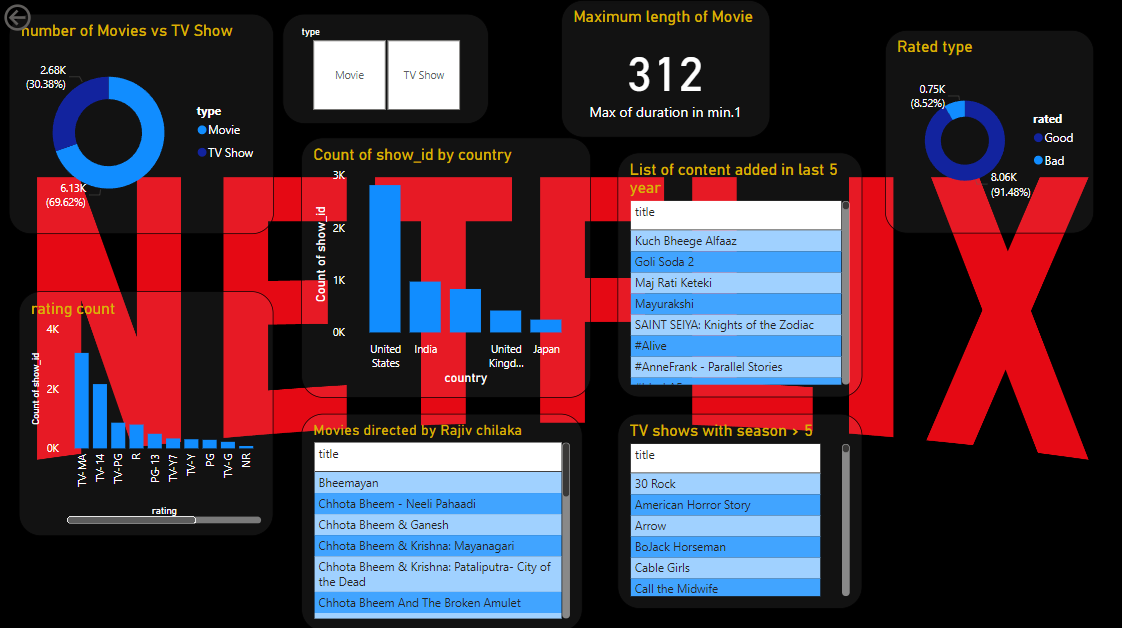 number of Movies vs TV Show
2.68K
(30.38%)
6.13K
(69.62%)
type
Movie
TV Show
type
Movie
TV Show
Maximum length of Movie
312
Max of duration in min.1
Rated type
0.75K
(8.52%)
8.06K
(91.48%)
rated
Good
Bad
NETFLIX
Count of show_id by country
Count of show_id
3K
2K
1K
0K
United
States
India
United
Kingd...
Japan
country
List of content added in last 5
year
title
Kuch Bheege Alfaaz
Goli Soda 2
Maj Rati Keteki
Mayurakshi
SAINT SEIYA: Knights of the Zodiac
#Alive
#AnneFrank - Parallel Stories
rating count
Count of show_id
4K
2K
0K
TV-MA
TV-14
TV-PG
R
PG-13
TV-Y7
TV-Y
PG
TV-G
NR
rating
Movies directed by Rajiv chilaka
title
Bheemayan
Chhota Bheem - Neeli Pahaadi
Chhota Bheem & Ganesh
Chhota Bheem & Krishna: Mayanagari
Chhota Bheem & Krishna: Pataliputra- City of
the Dead
Chhota Bheem And The Broken Amulet
TV shows with season > 5
title
30 Rock
American Horror Story
Arrow
BoJack Horseman
Cable Girls
Call the Midwife